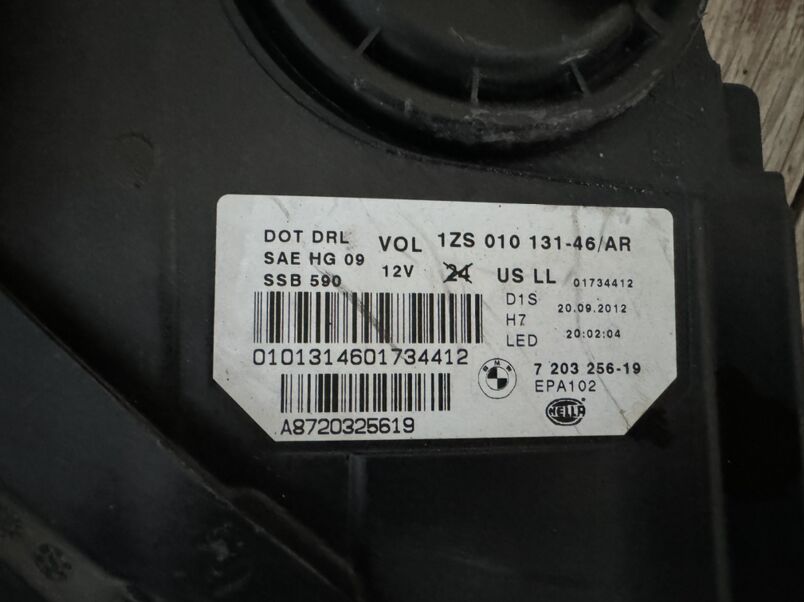 DOT DRL VOL 1ZS 010 131-46/AR
SAE HG 09 12V 24 US LL 01734412
SSB 590
D1S 20.09.2012
H7
LED 20:02:04
0101314601734412
BMW 7 203 256-19
EPA102
HELLA
A8720325619